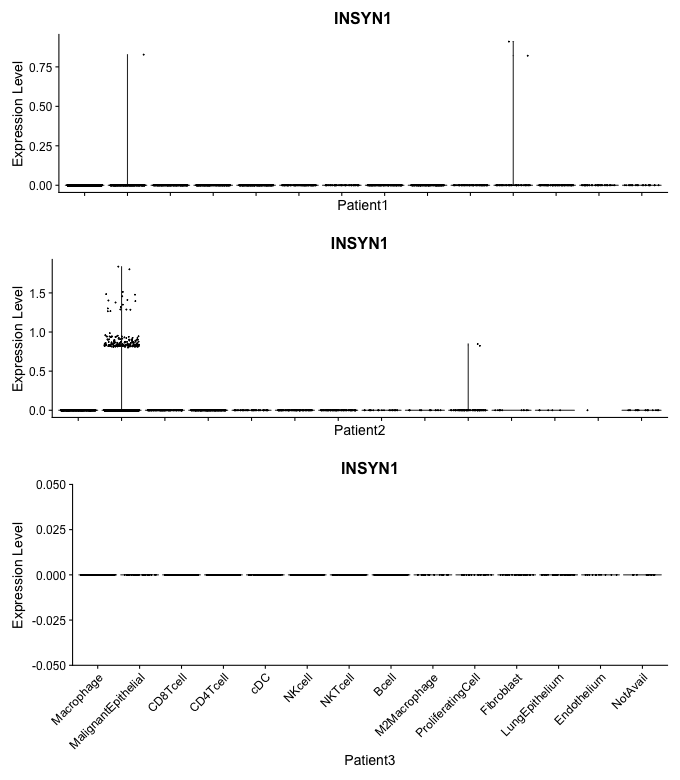 INSYN1
Expression Level
0.75
0.50
0.25
0.00
Patient1
INSYN1
Expression Level
1.5
1.0
0.5
0.0
Patient2
INSYN1
Expression Level
0.050
0.025
0.000
-0.025
-0.050
Macrophage
MalignantEpithelial
CD8Tcell
CD4Tcell
cDC
NKcell
NKTcell
Bcell
M2Macrophage
ProliferatingCell
Fibroblast
LungEpithelium
Endothelium
NotAvail
Patient3